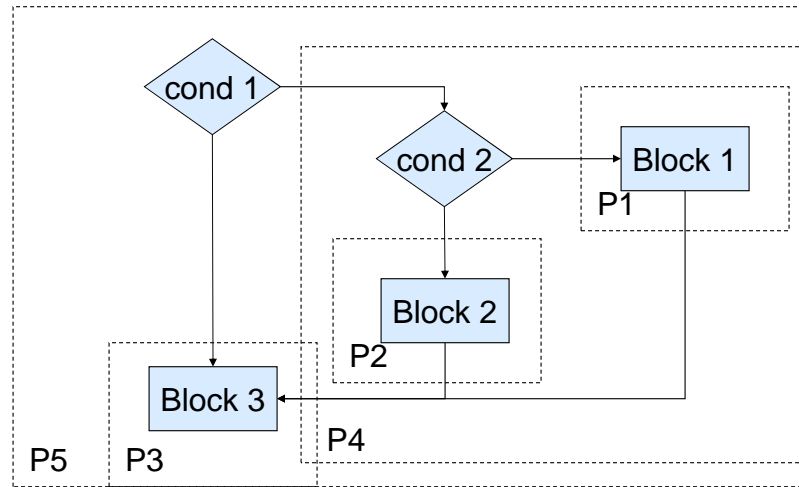 cond 1
cond 2
Block 1
P1
Block 2
P2
Block 3
P4
P5
P3